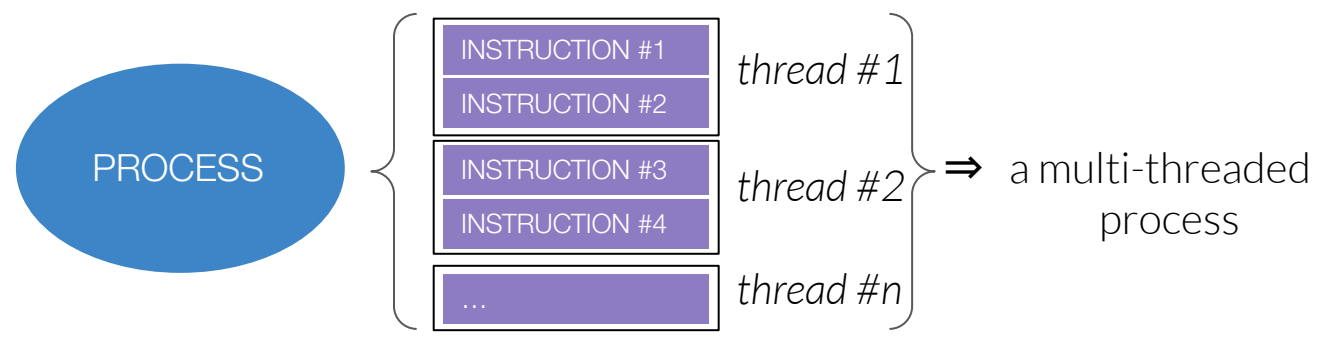 PROCESS
INSTRUCTION #1
INSTRUCTION #2
thread #1
INSTRUCTION #3
INSTRUCTION #4
thread #2
...
thread #n
⇒ a multi-threaded
process